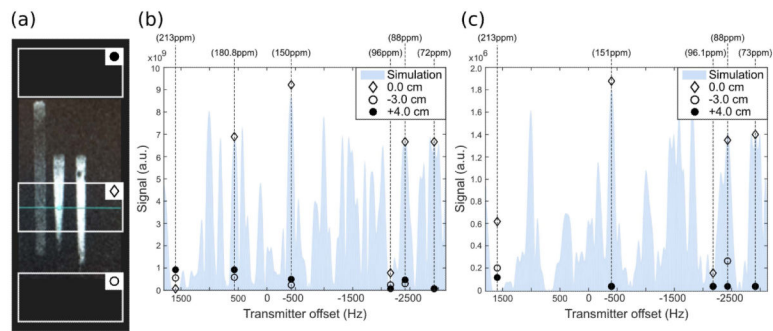 (a)
(b)
(88ppm)
(213ppm)
(180.8ppm)
(150ppm)
(96ppm)
(72ppm)
×10⁹
10
9
8
7
6
5
4
3
2
1
0
Signal (a.u.)
Simulation
0.0 cm
-3.0 cm
+4.0 cm
1500
500
0
-500
-1500
-2500
Transmitter offset (Hz)
(c)
(88ppm)
(213ppm)
(151ppm)
(96.1ppm)
(73ppm)
×10⁶
2.0
1.8
1.6
1.4
1.2
1.0
0.8
0.6
0.4
0.2
0
Signal (a.u.)
Simulation
0.0 cm
-3.0 cm
+4.0 cm
1500
500
0
-500
-1500
-2500
Transmitter offset (Hz)